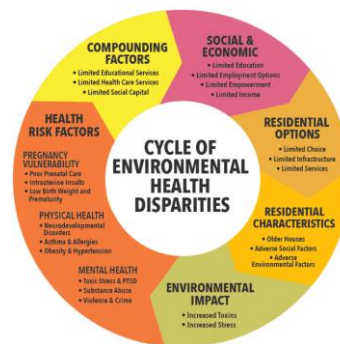 CYCLE OF
ENVIRONMENTAL
HEALTH
DISPARITIES
SOCIAL &
ECONOMIC
• Limited Education
• Limited Employment Options
• Limited Empowerment
• Limited Income
RESIDENTIAL
OPTIONS
• Limited Choice
• Limited Infrastructure
• Limited Services
RESIDENTIAL
CHARACTERISTICS
• Older Houses
• Adverse Social Factors
• Adverse
Environmental Factors
ENVIRONMENTAL
IMPACT
• Increased Toxins
• Increased Stress
HEALTH
RISK FACTORS
PREGNANCY
VULNERABILITY
• Poor Prenatal Care
• Intrauterine Insults
• Low Birth Weight and
Prematurity
PHYSICAL HEALTH
• Neurodevelopmental
Disorders
• Asthma & Allergies
• Obesity & Hypertension
MENTAL HEALTH
• Toxic Stress & PTSD
• Substance Abuse
• Violence & Crime
COMPOUNDING
FACTORS
• Limited Educational Services
• Limited Health Care Services
• Limited Social Capital